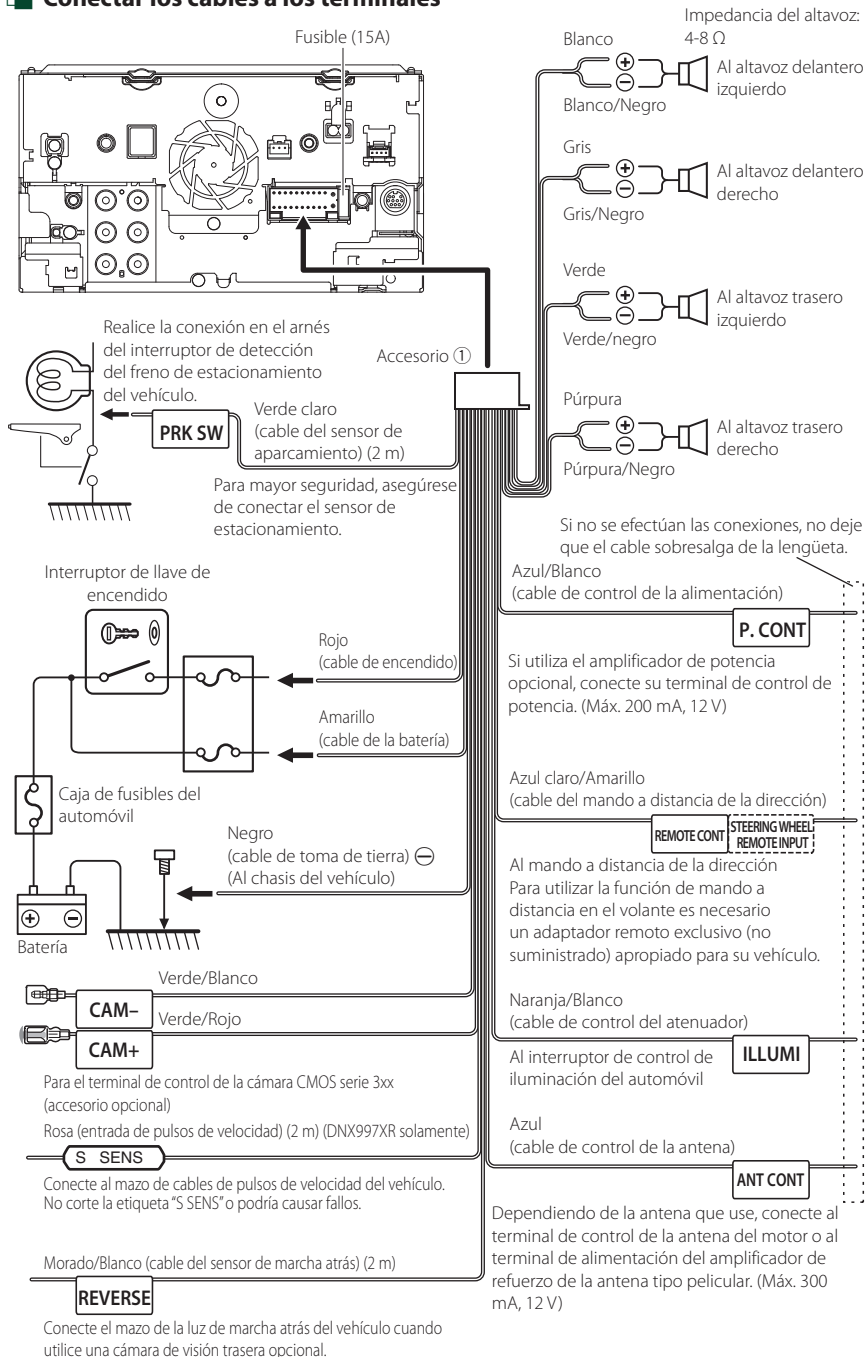 Conectar los cables a los terminales
Fusible (15A)
Impedancia del altavoz:
4-8 Ω
Blanco
⊕
⊖
Blanco/Negro
Al altavoz delantero
izquierdo
Gris
⊕
⊖
Gris/Negro
Al altavoz delantero
derecho
Verde
⊕
⊖
Verde/negro
Al altavoz trasero
izquierdo
Púrpura
⊕
⊖
Púrpura/Negro
Al altavoz trasero
derecho
Realice la conexión en el arnés
del interruptor de detección
del freno de estacionamiento
del vehículo.
Accesorio ①
PRK SW
Verde claro
(cable del sensor de
aparcamiento) (2 m)
Para mayor seguridad, asegúrese
de conectar el sensor de
estacionamiento.
Si no se efectúan las conexiones, no deje
que el cable sobresalga de la lengüeta.
Interruptor de llave de
encendido
Rojo
(cable de encendido)
Amarillo
(cable de la batería)
Caja de fusibles del
automóvil
Negro
(cable de toma de tierra) ⊖
(Al chasis del vehículo)
⊕ ⊖
Batería
Verde/Blanco
CAM–
Verde/Rojo
CAM+
Para el terminal de control de la cámara CMOS serie 3xx
(accesorio opcional)
Rosa (entrada de pulsos de velocidad) (2 m) (DNX997XR solamente)
S SENS
Conecte al mazo de cables de pulsos de velocidad del vehículo.
No corte la etiqueta "S SENS" o podría causar fallos.
Morado/Blanco (cable del sensor de marcha atrás) (2 m)
REVERSE
Conecte el mazo de la luz de marcha atrás del vehículo cuando
utilice una cámara de visión trasera opcional.
Azul/Blanco
(cable de control de la alimentación)
P. CONT
Si utiliza el amplificador de potencia
opcional, conecte su terminal de control de
potencia. (Máx. 200 mA, 12 V)
Azul claro/Amarillo
(cable del mando a distancia de la dirección)
REMOTE CONT
STEERING WHEEL
REMOTE INPUT
Al mando a distancia de la dirección
Para utilizar la función de mando a
distancia en el volante es necesario
un adaptador remoto exclusivo (no
suministrado) apropiado para su vehículo.
Naranja/Blanco
(cable de control del atenuador)
ILLUMI
Al interruptor de control de
iluminación del automóvil
Azul
(cable de control de la antena)
ANT CONT
Dependiendo de la antena que use, conecte al
terminal de control de la antena del motor o al
terminal de alimentación del amplificador de
refuerzo de la antena tipo pelicular. (Máx. 300
mA, 12 V)